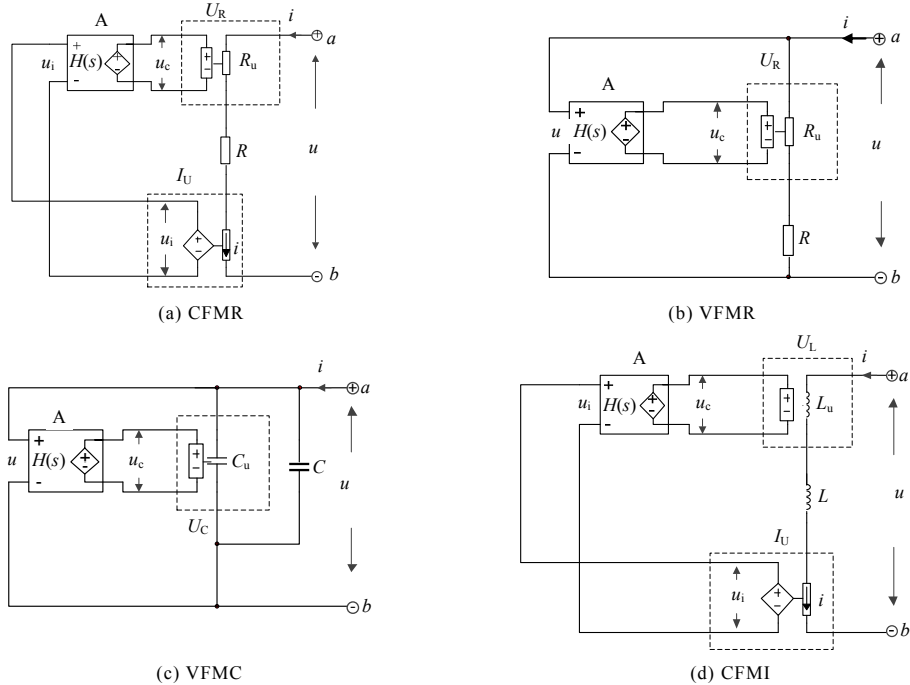 A
U_R
i
a
+
-
u_i
H(s)
+
-
u_c
+
-
R_u
R
u
I_U
u_i
+
-
i
b
(a) CFMR
i
a
U_R
A
+
-
u
H(s)
+
-
u_c
+
-
R_u
u
R
b
(b) VFMR
i
a
A
+
-
u
H(s)
+
-
u_c
+
-
C_u
C
u
U_C
b
(c) VFMC
A
U_L
i
a
+
-
u_i
H(s)
+
-
u_c
+
-
L_u
L
u
I_U
u_i
+
-
i
b
(d) CFMI